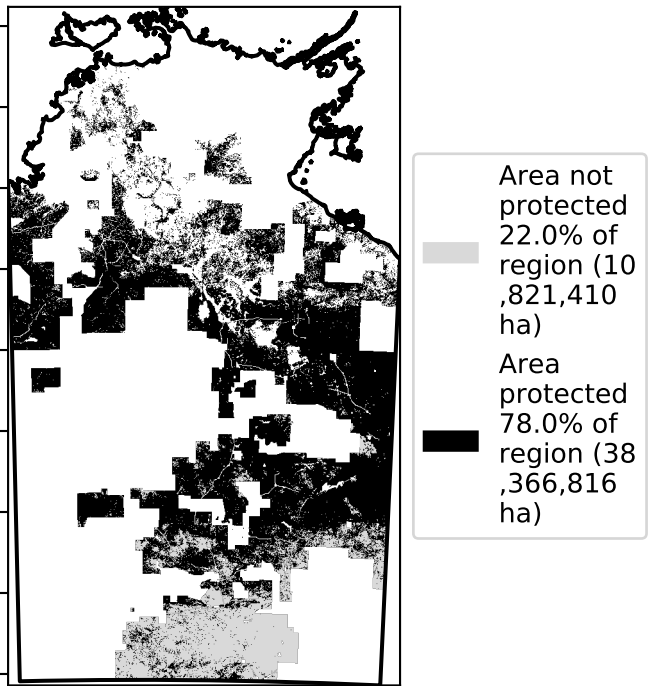 Area not
protected
22.0% of
region (10
,821,410
ha)
Area
protected
78.0% of
region (38
,366,816
ha)